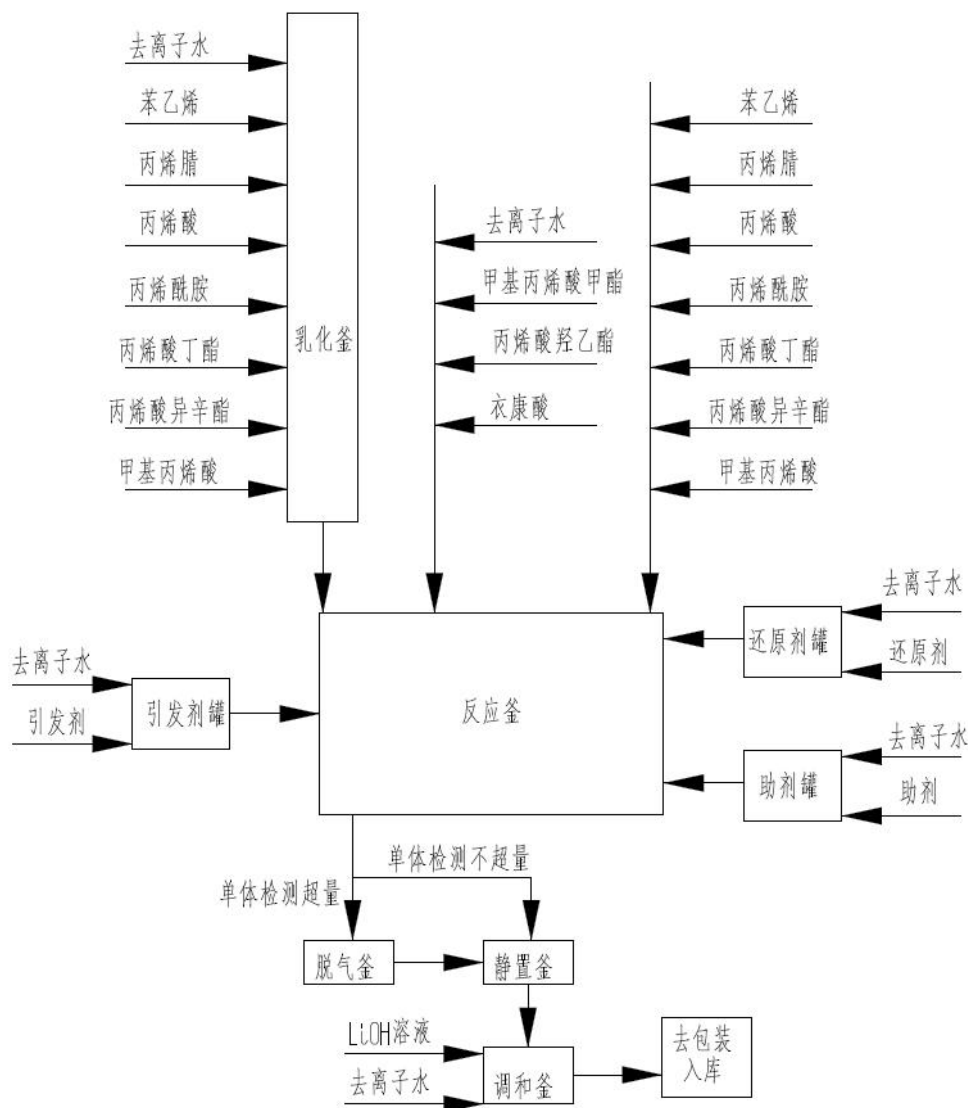 去离子水
苯乙烯
丙烯腈
丙烯酸
丙烯酰胺
丙烯酸丁酯
丙烯酸异辛酯
甲基丙烯酸
乳化釜
去离子水
甲基丙烯酸甲酯
丙烯酸羟乙酯
衣康酸
苯乙烯
丙烯腈
丙烯酸
丙烯酰胺
丙烯酸丁酯
丙烯酸异辛酯
甲基丙烯酸
去离子水
引发剂
引发剂罐
反应釜
去离子水
还原剂罐
还原剂
去离子水
助剂罐
助剂
单体检测不超量
单体检测超量
脱气釜
静置釜
LiOH溶液
去离子水
调和釜
去包装
入库